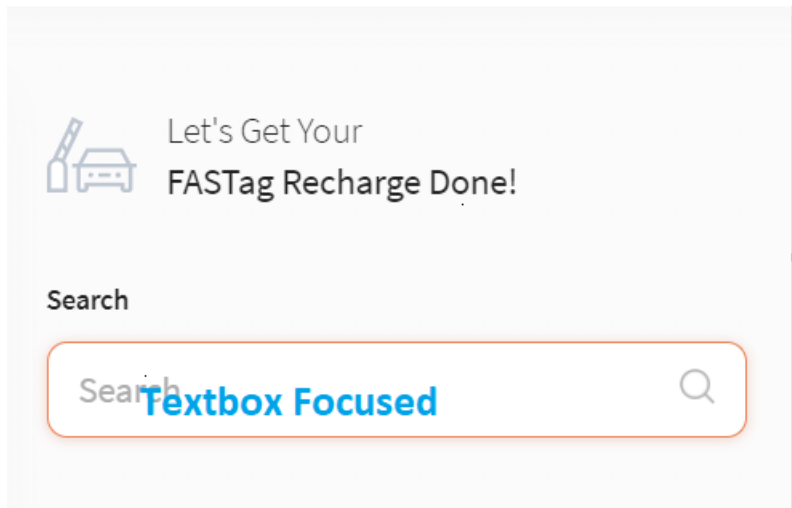 Let's Get Your
FASTag Recharge Done!
Search
Search
Textbox Focused